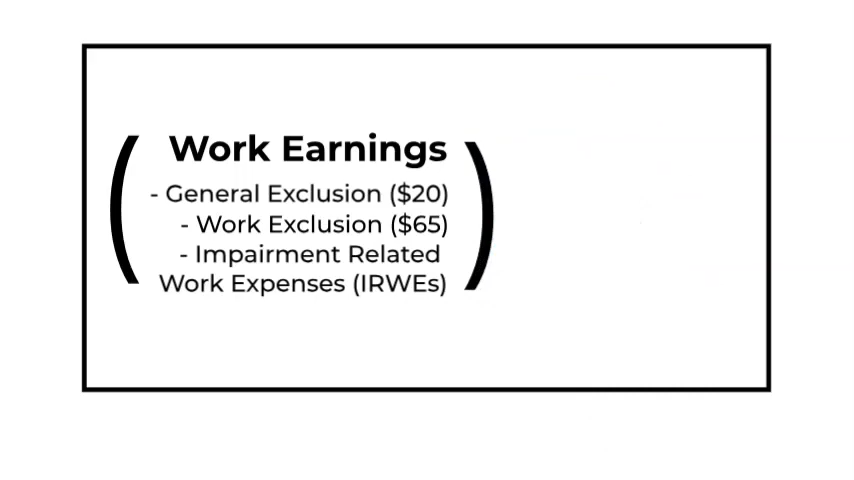 Work Earnings
- General Exclusion ($20)
- Work Exclusion ($65)
- Impairment Related
Work Expenses (IRWEs)